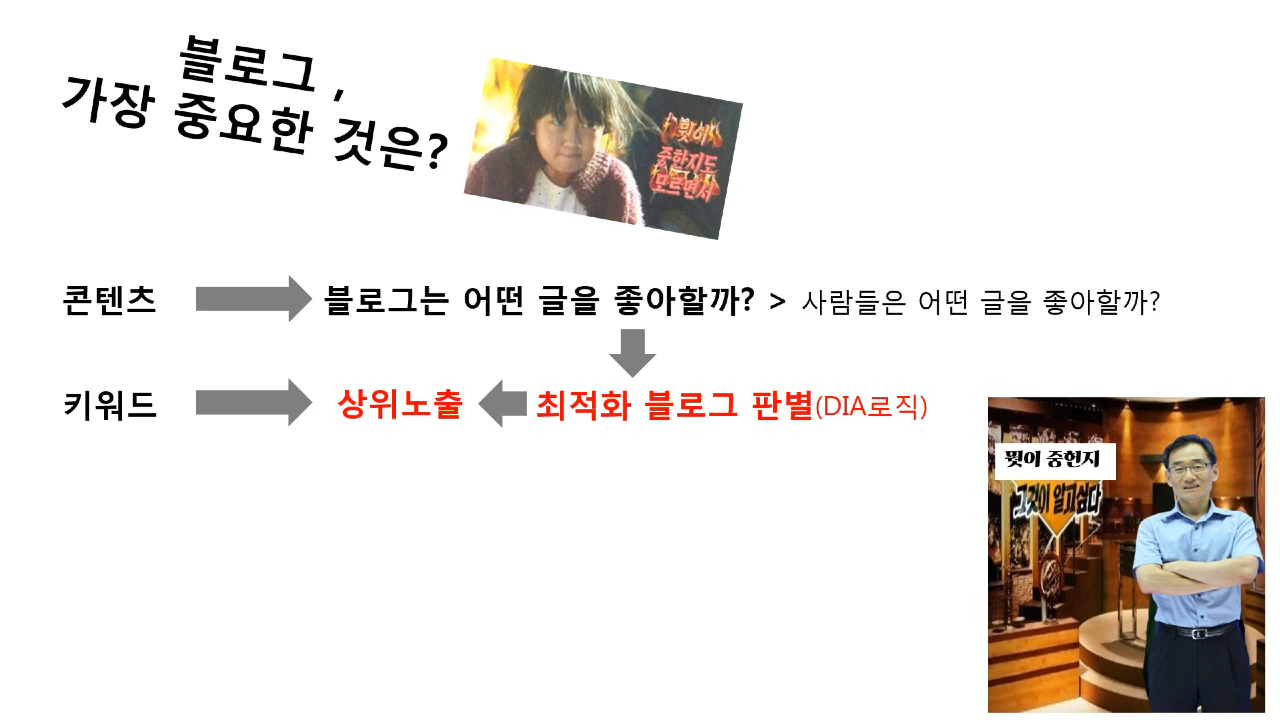 블로그 ,
가장 중요한 것은?
뭣이
중한지도
모르면서
콘텐츠 블로그는 어떤 글을 좋아할까? > 사람들은 어떤 글을 좋아할까?
키워드 상위노출 최적화 블로그 판별(DIA로직)
뭣이 중헌지
그것이 알고싶다